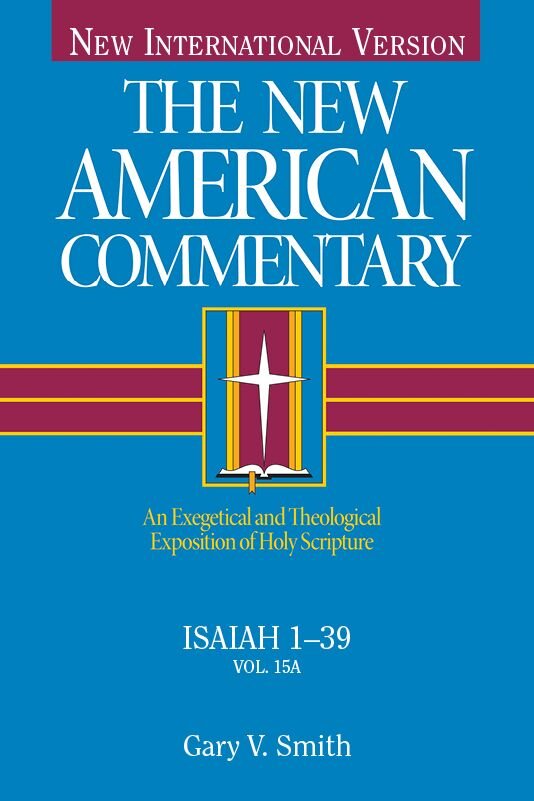 New International Version
THE NEW
AMERICAN
COMMENTARY
An Exegetical and Theological
Exposition of Holy Scripture
ISAIAH 1–39
VOL. 15A
Gary V. Smith